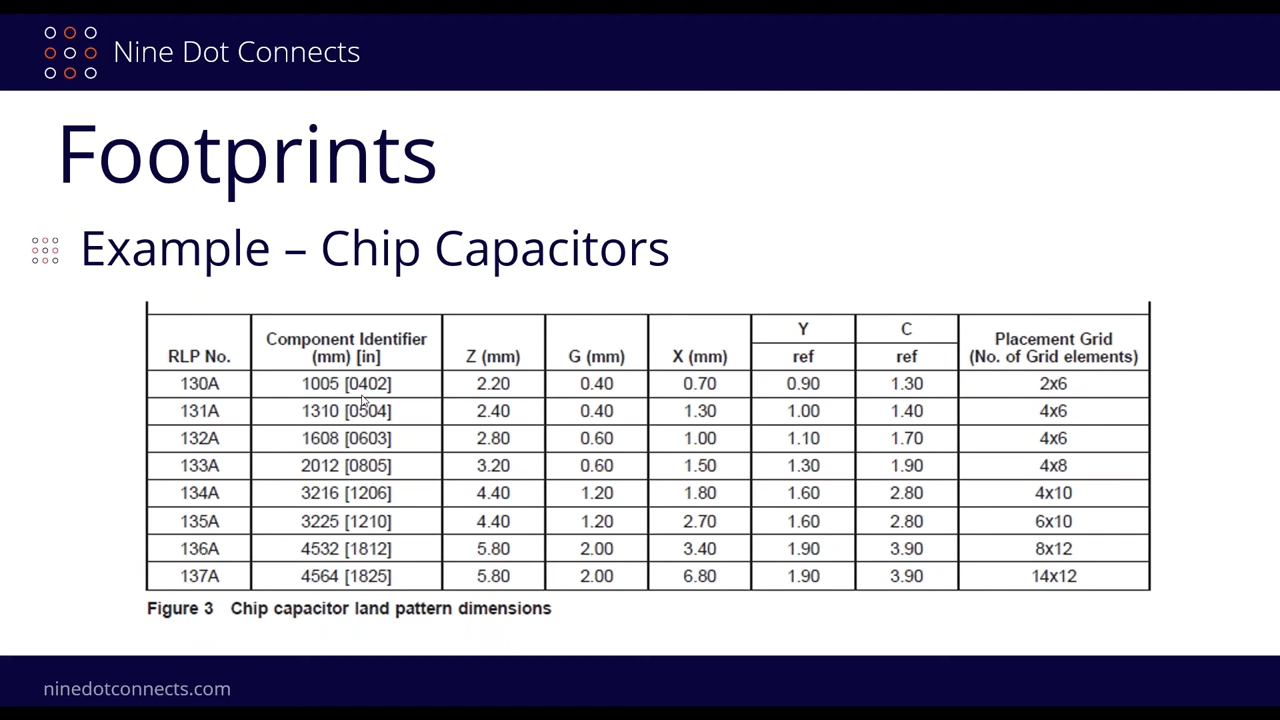 Nine Dot Connects
Footprints
Example – Chip Capacitors
RLP No. Component Identifier (mm) [in] Z (mm) G (mm) X (mm) Y ref C ref Placement Grid (No. of Grid elements)
130A 1005 [0402] 2.20 0.40 0.70 0.90 1.30 2x6
131A 1310 [0504] 2.40 0.40 1.30 1.00 1.40 4x6
132A 1608 [0603] 2.80 0.60 1.00 1.10 1.70 4x6
133A 2012 [0805] 3.20 0.60 1.50 1.30 1.90 4x8
134A 3216 [1206] 4.40 1.20 1.80 1.60 2.80 4x10
135A 3225 [1210] 4.40 1.20 2.70 1.60 2.80 6x10
136A 4532 [1812] 5.80 2.00 3.40 1.90 3.90 8x12
137A 4564 [1825] 5.80 2.00 6.80 1.90 3.90 14x12
Figure 3 Chip capacitor land pattern dimensions
ninedotconnects.com